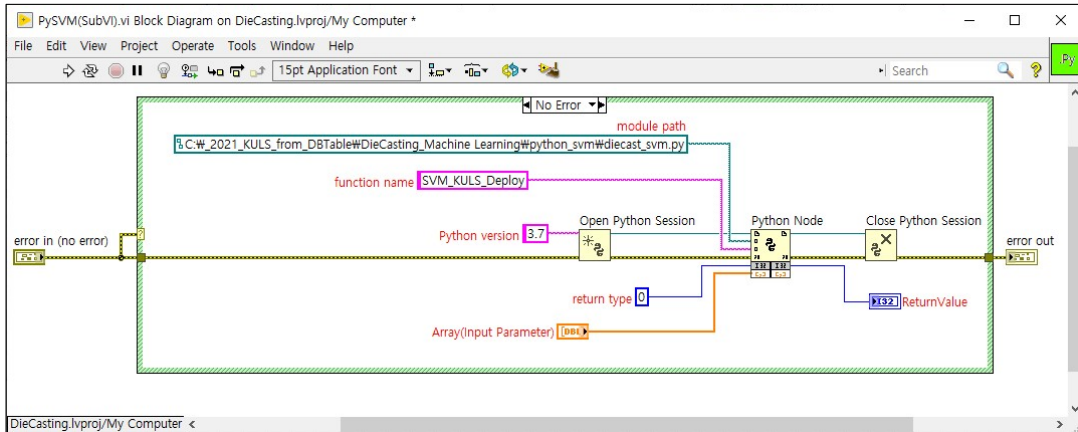 PySVM(SubVI).vi Block Diagram on DieCasting.lvproj/My Computer *
File Edit View Project Operate Tools Window Help
15pt Application Font
Search
.Py
No Error
module path
C:₩_2021_KULS_from_DBTable₩DieCasting_Machine Learning₩python_svm₩diecast_svm.py
function name SVM_KULS_Deploy
Open Python Session Python Node Close Python Session
Python version 3.7
error in (no error)
error out
return type 0
I32 ReturnValue
Array(Input Parameter) [DBL]
DieCasting.lvproj/My Computer